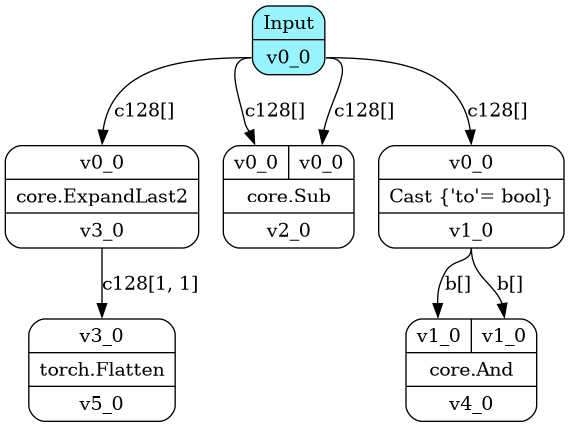 Input
v0_0
c128[]
c128[]
c128[]
c128[]
v0_0
core.ExpandLast2
v3_0
v0_0 v0_0
core.Sub
v2_0
v0_0
Cast {'to'= bool}
v1_0
c128[1, 1]
b[]
b[]
v3_0
torch.Flatten
v5_0
v1_0 v1_0
core.And
v4_0